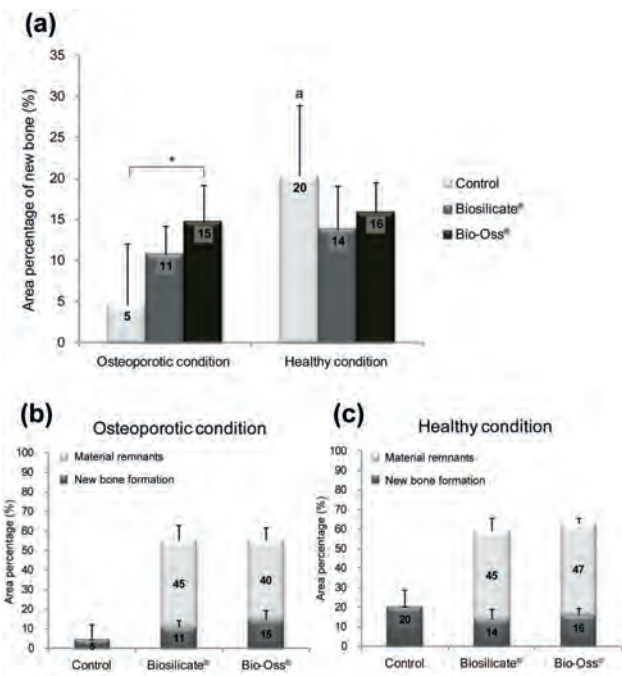 (a)
Area percentage of new bone (%)
35
30
25
20
15
10
5
0
*
a
5
11
15
20
14
16
Osteoporotic condition
Healthy condition
Control
Biosilicate®
Bio-Oss®
(b)
Osteoporotic condition
Area percentage (%)
100
90
80
70
60
50
40
30
20
10
0
Material remnants
New bone formation
5
45
11
40
15
Control
Biosilicate®
Bio-Oss®
(c)
Healthy condition
Area percentage (%)
100
90
80
70
60
50
40
30
20
10
0
Material remnants
New bone formation
20
45
14
47
16
Control
Biosilicate®
Bio-Oss®